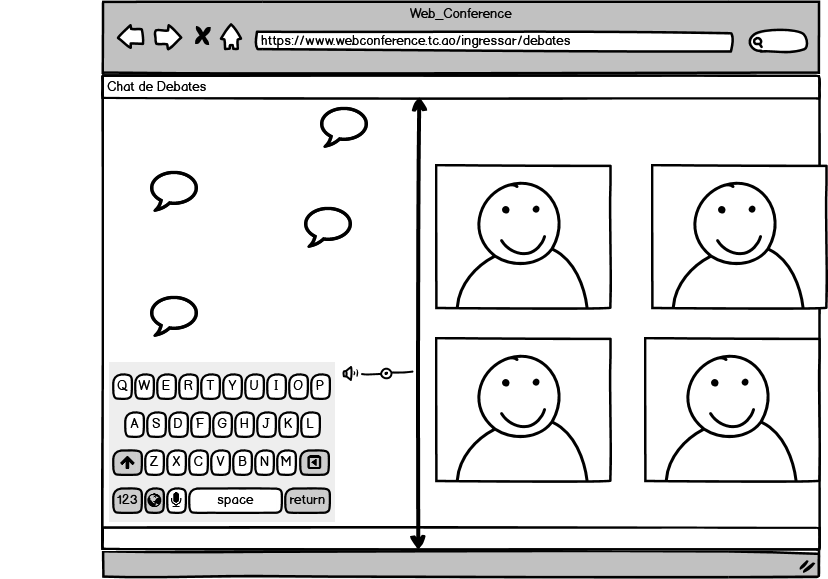 Web_Conference
https://www.webconference.tc.ao/ingressar/debates
Chat de Debates
Q W E R T Y U I O P
A S D F G H J K L
Z X C V B N M
123 space return